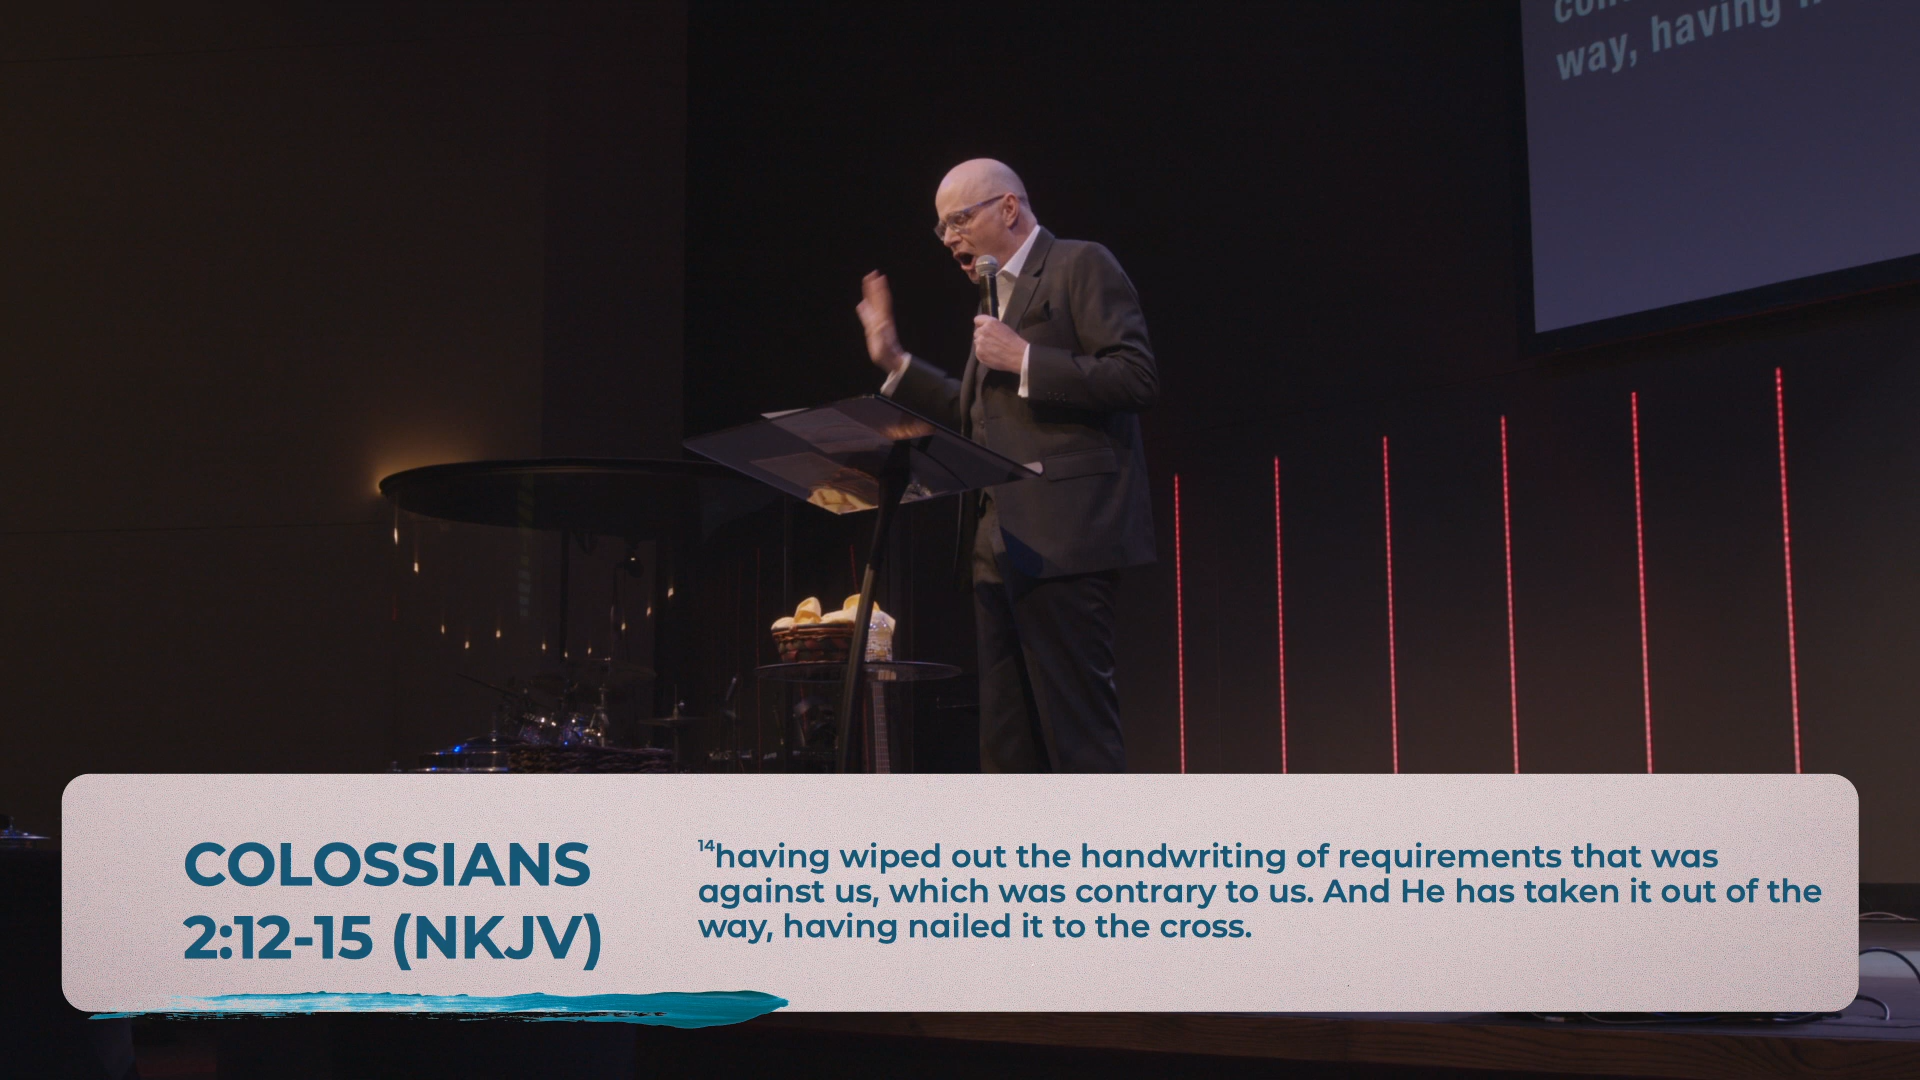 way, having
COLOSSIANS
2:12-15 (NKJV)
14having wiped out the handwriting of requirements that was
against us, which was contrary to us. And He has taken it out of the
way, having nailed it to the cross.